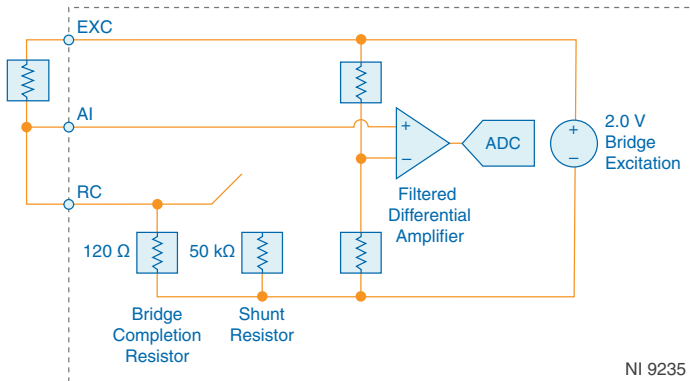 EXC
AI
RC
+
−
ADC
+
−
2.0 V
Bridge
Excitation
Filtered
Differential
Amplifier
120 Ω
50 kΩ
Bridge
Completion
Resistor
Shunt
Resistor
NI 9235